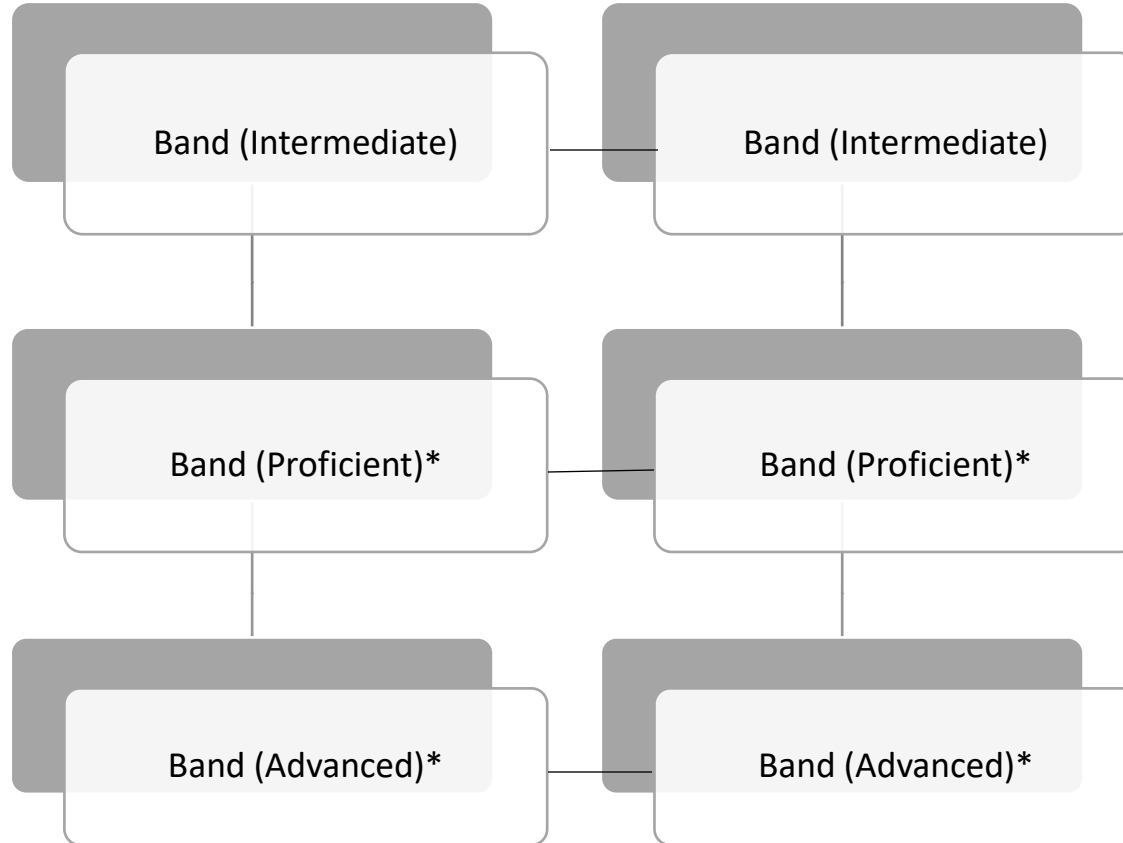 Band (Intermediate)
Band (Intermediate)
Band (Proficient)*
Band (Proficient)*
Band (Advanced)*
Band (Advanced)*